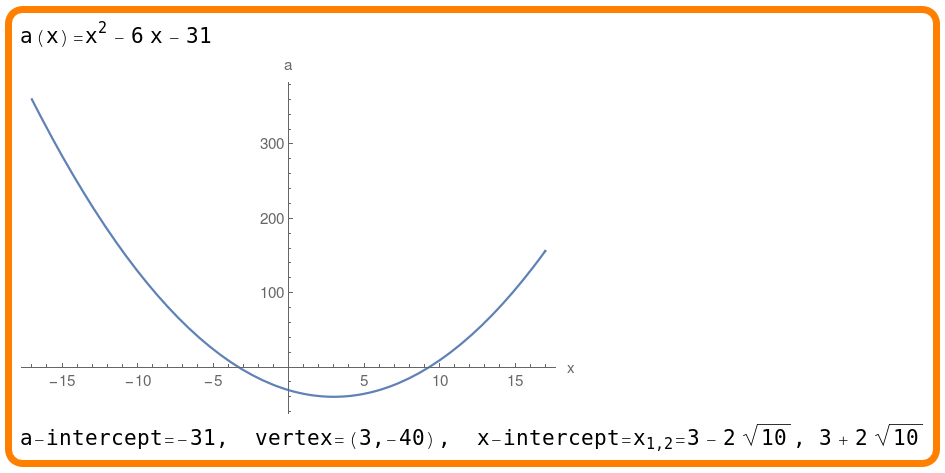 a(x)=x² − 6 x − 31
a
300
200
100
−15 −10 −5 5 10 15 x
a−intercept=−31, vertex=(3,−40), x−intercept=x₁,₂=3 − 2 √10, 3 + 2 √10